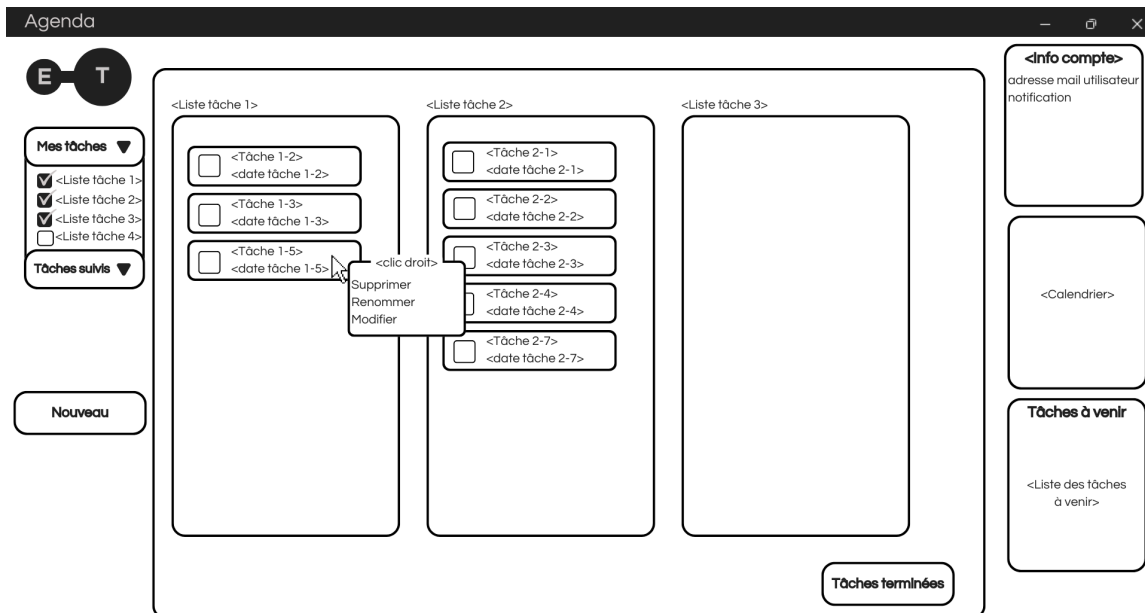 Agenda
E T
Mes tâches
<Liste tâche 1>
<Liste tâche 2>
<Liste tâche 3>
<Liste tâche 4>
Tâches suivis
Nouveau
<Liste tâche 1>
<Tâche 1-2>
<date tâche 1-2>
<Tâche 1-3>
<date tâche 1-3>
<Tâche 1-5>
<date tâche 1-5>
<clic droit>
Supprimer
Renommer
Modifier
<Liste tâche 2>
<Tâche 2-1>
<date tâche 2-1>
<Tâche 2-2>
<date tâche 2-2>
<Tâche 2-3>
<date tâche 2-3>
<Tâche 2-4>
<date tâche 2-4>
<Tâche 2-7>
<date tâche 2-7>
<Liste tâche 3>
Tâches terminées
<Info compte>
adresse mail utilisateur
notification
<Calendrier>
Tâches à venir
<Liste des tâches
à venir>